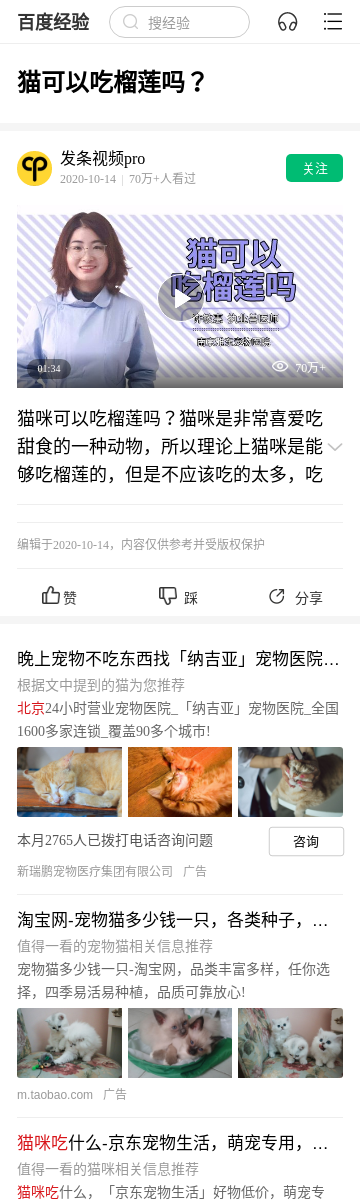 百度经验
搜经验
猫可以吃榴莲吗？
发条视频pro
2020-10-14 | 70万+人看过
关注
猫可以
吃榴莲吗
01:34
70万+
猫咪可以吃榴莲吗？猫咪是非常喜爱吃
甜食的一种动物，所以理论上猫咪是能
够吃榴莲的，但是不应该吃的太多，吃
编辑于2020-10-14，内容仅供参考并受版权保护
赞
踩
分享
晚上宠物不吃东西找「纳吉亚」宠物医院…
根据文中提到的猫为您推荐
北京24小时营业宠物医院_「纳吉亚」宠物医院_全国
1600多家连锁_覆盖90多个城市!
本月2765人已拨打电话咨询问题
咨询
新瑞鹏宠物医疗集团有限公司 广告
淘宝网-宠物猫多少钱一只，各类种子，…
值得一看的宠物猫相关信息推荐
宠物猫多少钱一只-淘宝网，品类丰富多样，任你选
择，四季易活易种植，品质可靠放心!
m.taobao.com 广告
猫咪吃什么-京东宠物生活，萌宠专用，…
值得一看的猫咪相关信息推荐
猫咪吃什么，「京东宠物生活」好物低价，萌宠专